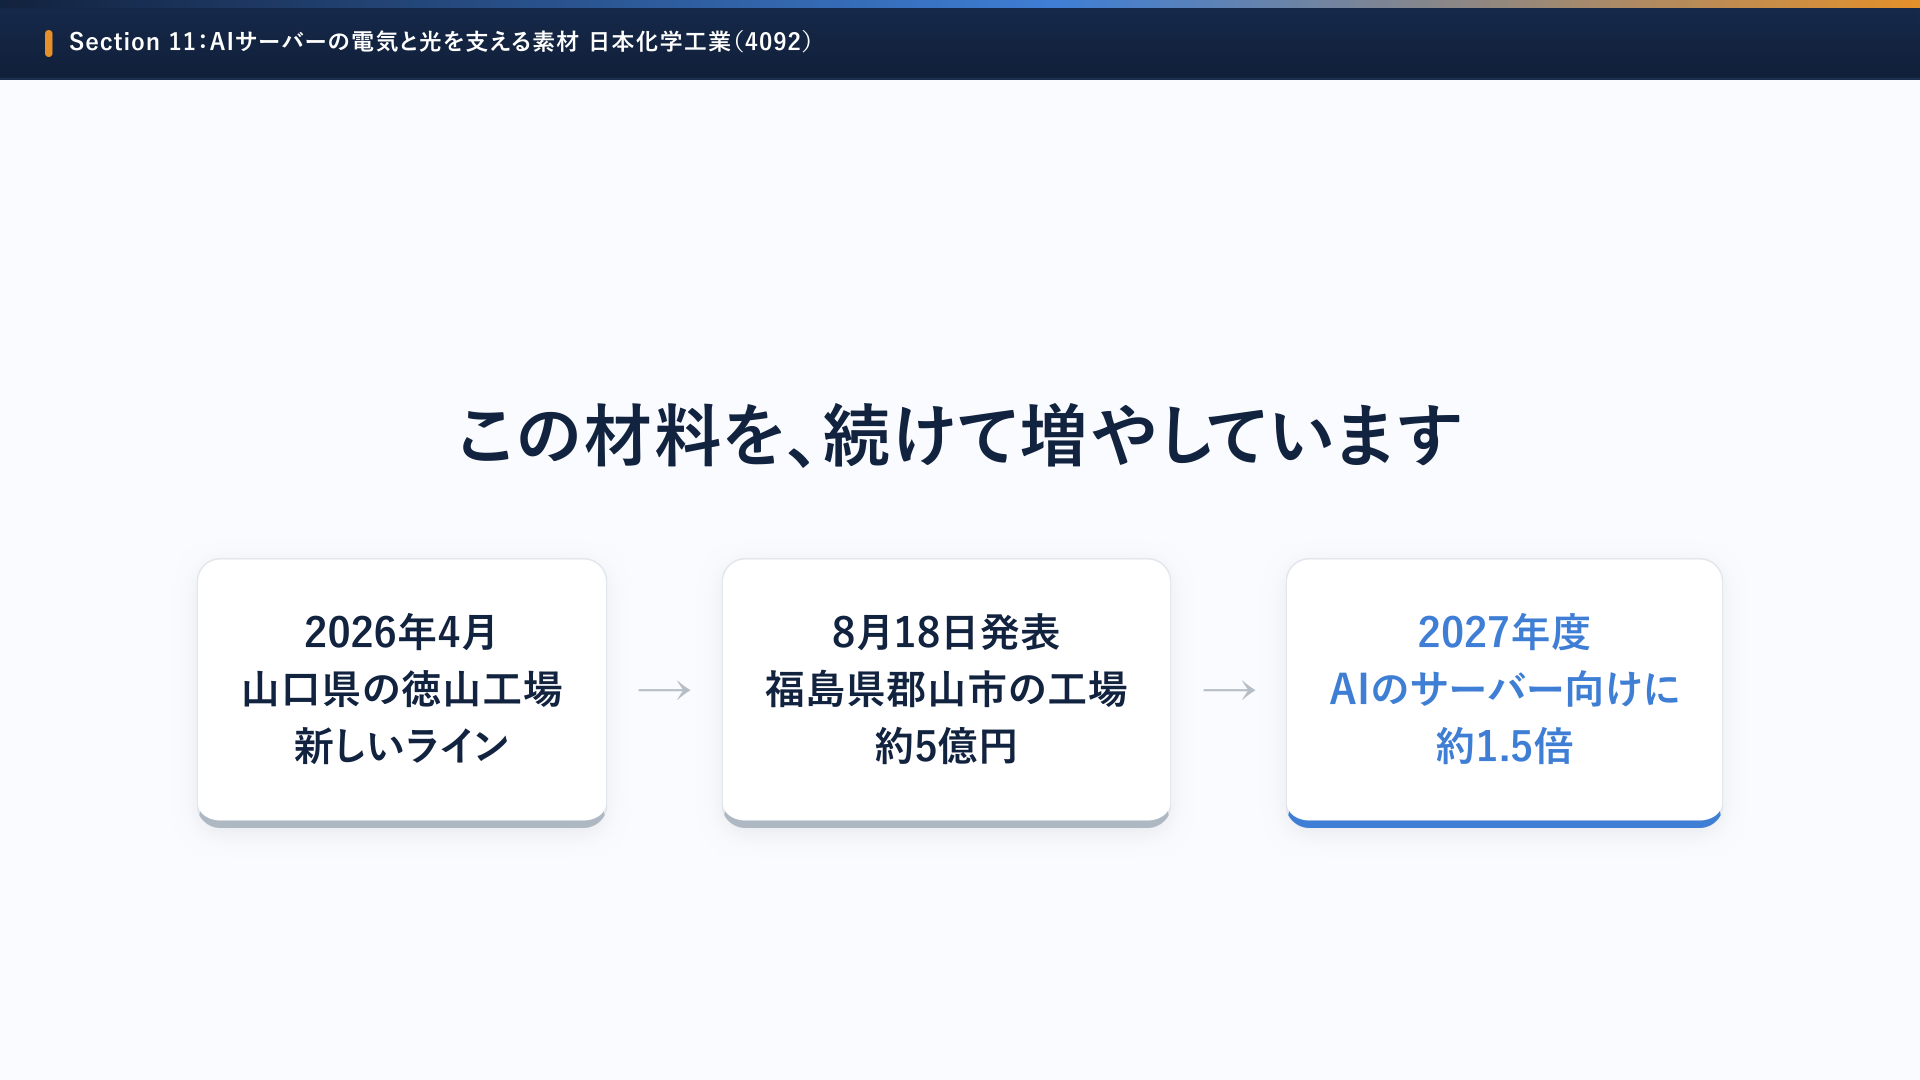 Section 11：AIサーバーの電気と光を支える素材 日本化学工業（4092）
この材料を、続けて増やしています
2026年4月
山口県の徳山工場
新しいライン
8月18日発表
福島県郡山市の工場
約5億円
2027年度
AIのサーバー向けに
約1.5倍